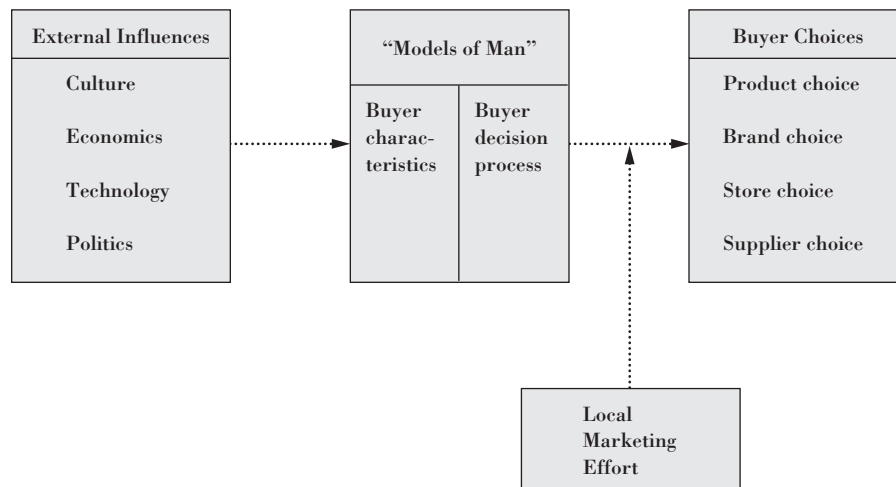 External Influences
Culture
Economics
Technology
Politics
“Models of Man”
Buyer
charac-
teristics
Buyer
decision
process
Buyer Choices
Product choice
Brand choice
Store choice
Supplier choice
Local
Marketing
Effort